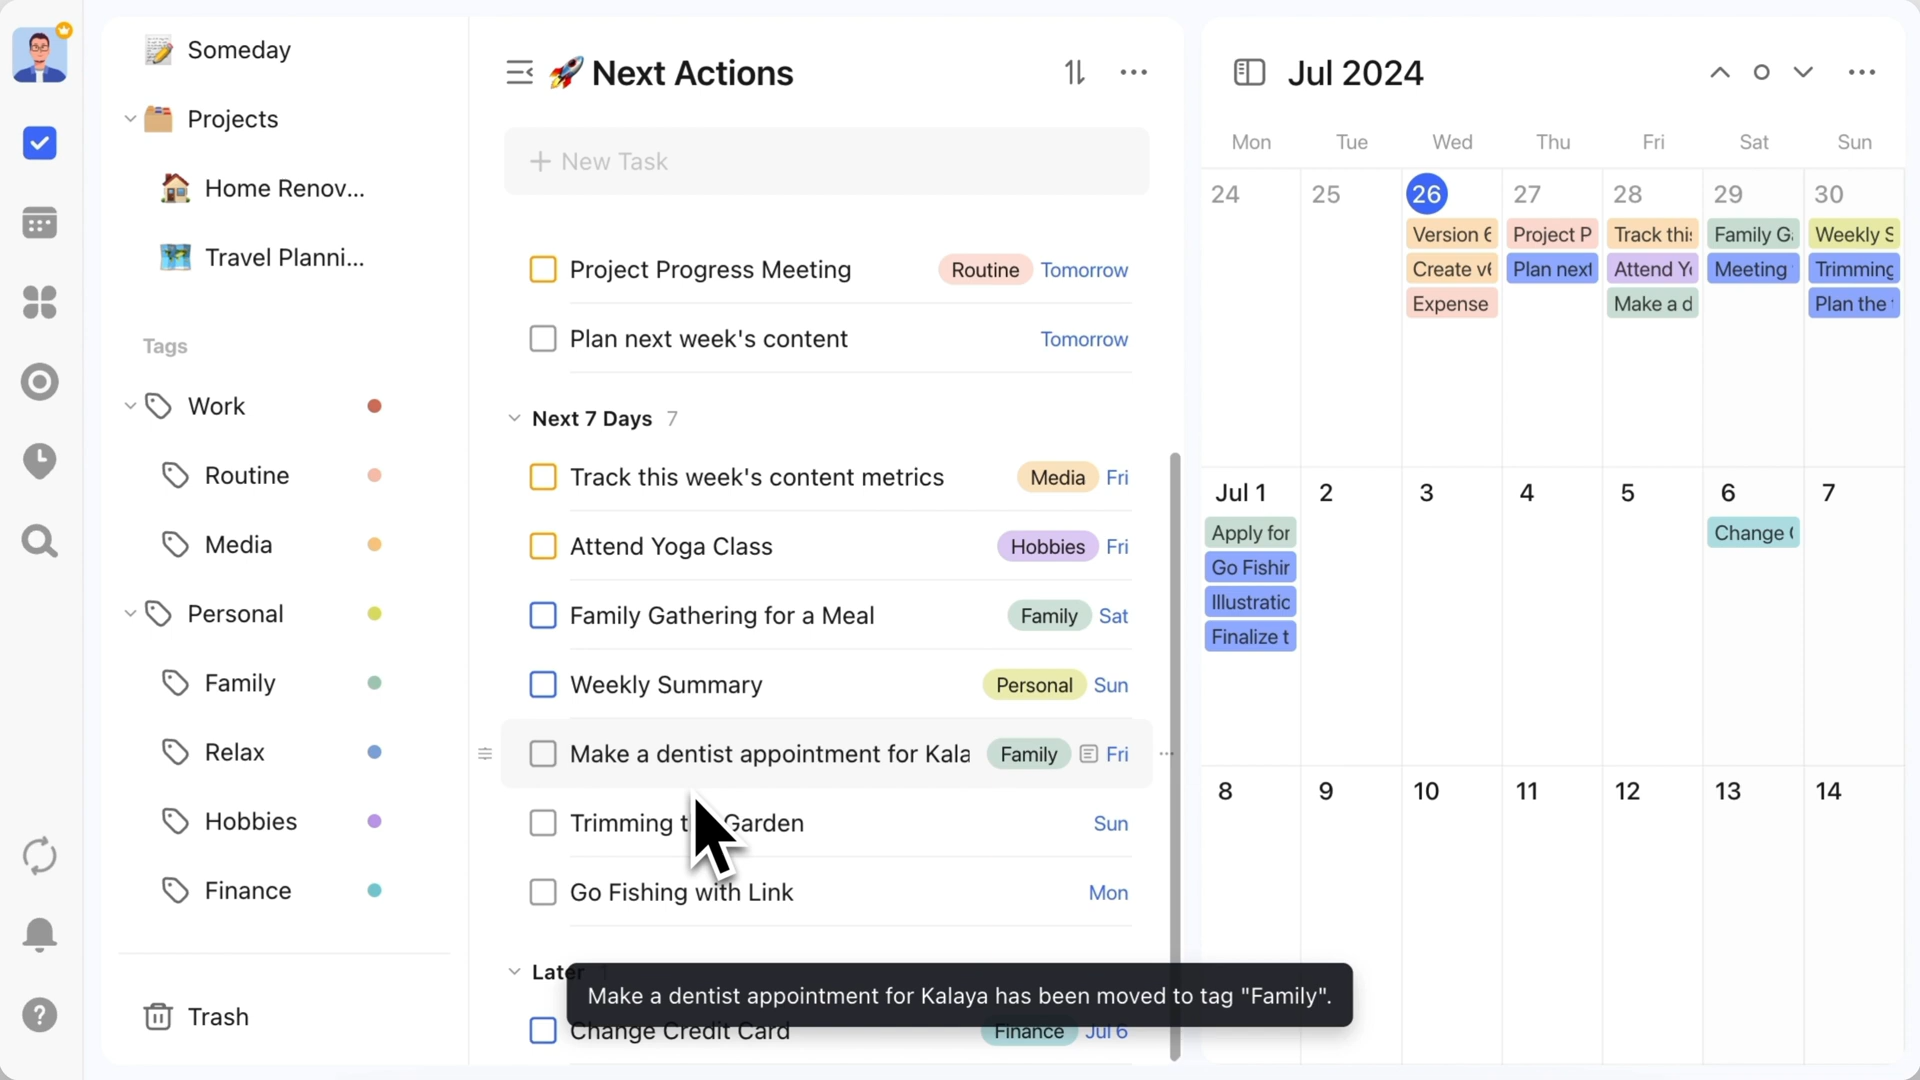 Someday
Projects
Home Renov...
Travel Planni...
Tags
Work
Routine
Media
Personal
Family
Relax
Hobbies
Finance
Trash
Next Actions
New Task
Project Progress Meeting Routine Tomorrow
Plan next week's content Tomorrow
Next 7 Days 7
Track this week's content metrics Media Fri
Attend Yoga Class Hobbies Fri
Family Gathering for a Meal Family Sat
Weekly Summary Personal Sun
Make a dentist appointment for Kala Family Fri
Trimming t Garden Sun
Go Fishing with Link Mon
Later
Make a dentist appointment for Kalaya has been moved to tag "Family".
Change Credit Card Finance Jul 6
Jul 2024
Mon Tue Wed Thu Fri Sat Sun
24 25 26 27 28 29 30
Version 6 Project P Track this Family Ga Weekly S
Create v6 Plan next Attend Yo Meeting Trimming
Expense Make a d Plan the
Jul 1 2 3 4 5 6 7
Apply for Change
Go Fishin
Illustratio
Finalize t
8 9 10 11 12 13 14